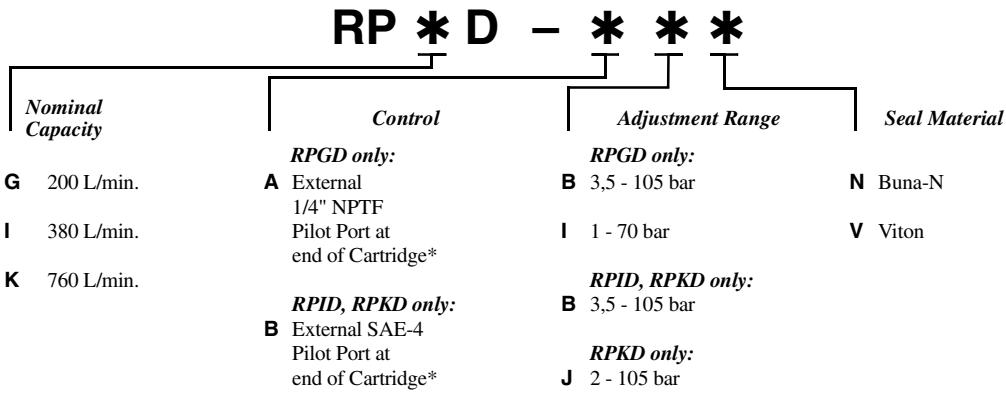 RP ✱ D – ✱ ✱ ✱
Nominal
Capacity
G 200 L/min.
I 380 L/min.
K 760 L/min.
Control
RPGD only:
A External
1/4" NPTF
Pilot Port at
end of Cartridge*
RPID, RPKD only:
B External SAE-4
Pilot Port at
end of Cartridge*
Adjustment Range
RPGD only:
B 3,5 - 105 bar
I 1 - 70 bar
RPID, RPKD only:
B 3,5 - 105 bar
RPKD only:
J 2 - 105 bar
Seal Material
N Buna-N
V Viton